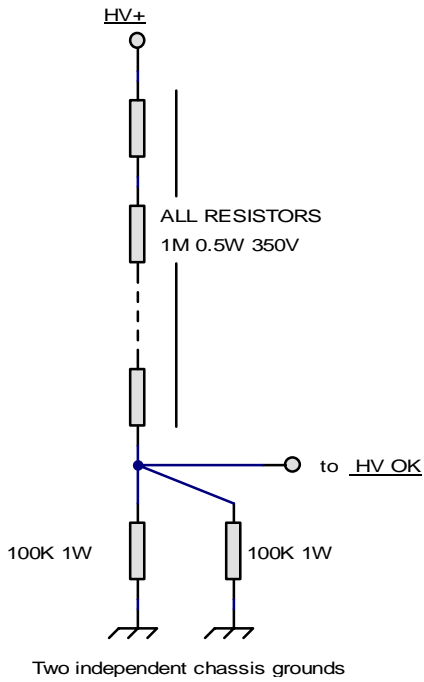 HV+
ALL RESISTORS
1M 0.5W 350V
to HV OK
100K 1W
100K 1W
Two independent chassis grounds